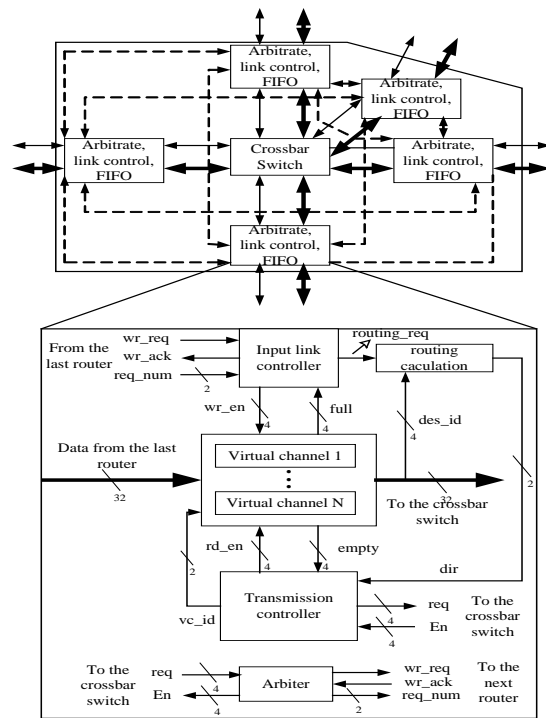 Arbitrate,
link control,
FIFO
Arbitrate,
link control,
FIFO
Arbitrate,
link control,
FIFO
Crossbar
Switch
Arbitrate,
link control,
FIFO
Arbitrate,
link control,
FIFO
From the
last router
wr_req
wr_ack
req_num
2
Input link
controller
routing_req
routing
caculation
wr_en
4
full
4
des_id
4
2
Data from the last
router
32
Virtual channel 1
Virtual channel N
32
To the crossbar
switch
2
rd_en
4
empty
4
dir
vc_id
Transmission
controller
4
req
En
4
To the
crossbar
switch
To the
crossbar
switch
req
4
En
4
Arbiter
wr_req
wr_ack
req_num
2
To the
next
router